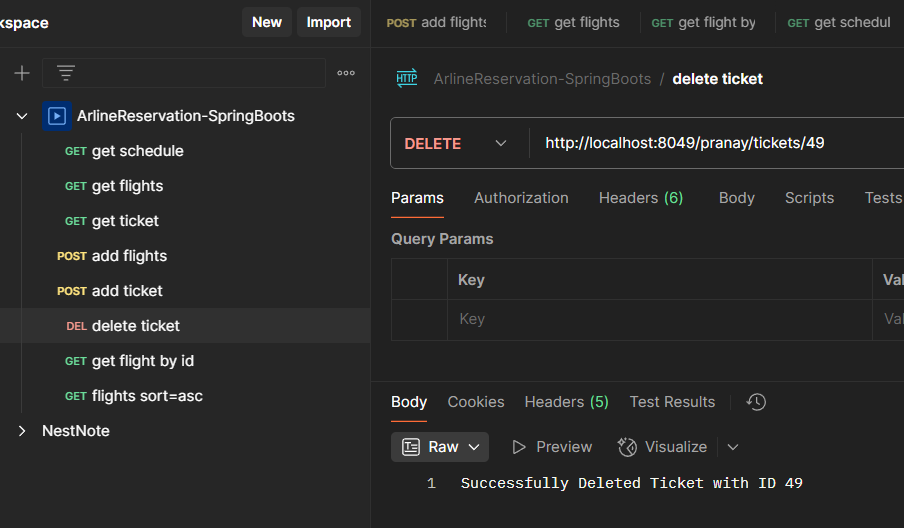 kspace
New
Import
POST add flights
GET get flights
GET get flight by
GET get schedul
HTTP
ArlineReservation-SpringBoots / delete ticket
ArlineReservation-SpringBoots
GET get schedule
GET get flights
GET get ticket
POST add flights
POST add ticket
DEL delete ticket
GET get flight by id
GET flights sort=asc
NestNote
DELETE
http://localhost:8049/pranay/tickets/49
Params Authorization Headers (6) Body Scripts Tests
Query Params
Key Val
Key Va
Body Cookies Headers (5) Test Results
Raw Preview Visualize
1 Successfully Deleted Ticket with ID 49